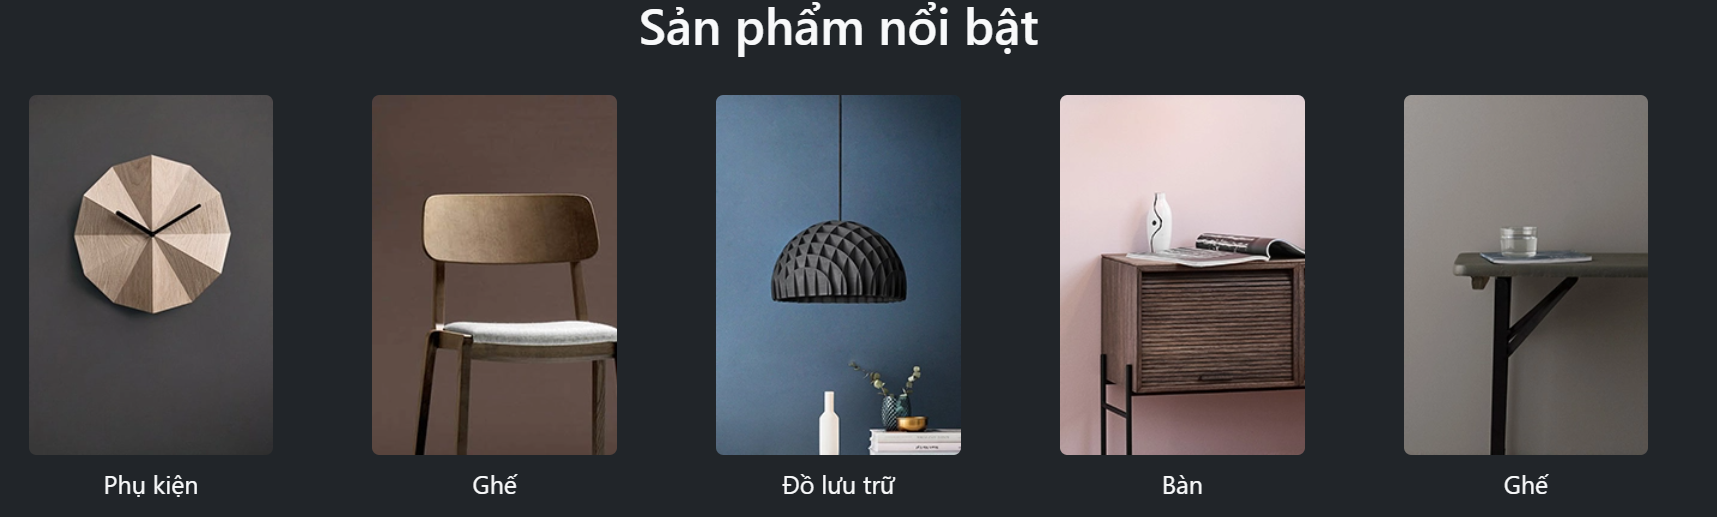 Sản phẩm nổi bật
Phụ kiện
Ghế
Đồ lưu trữ
Bàn
Ghế